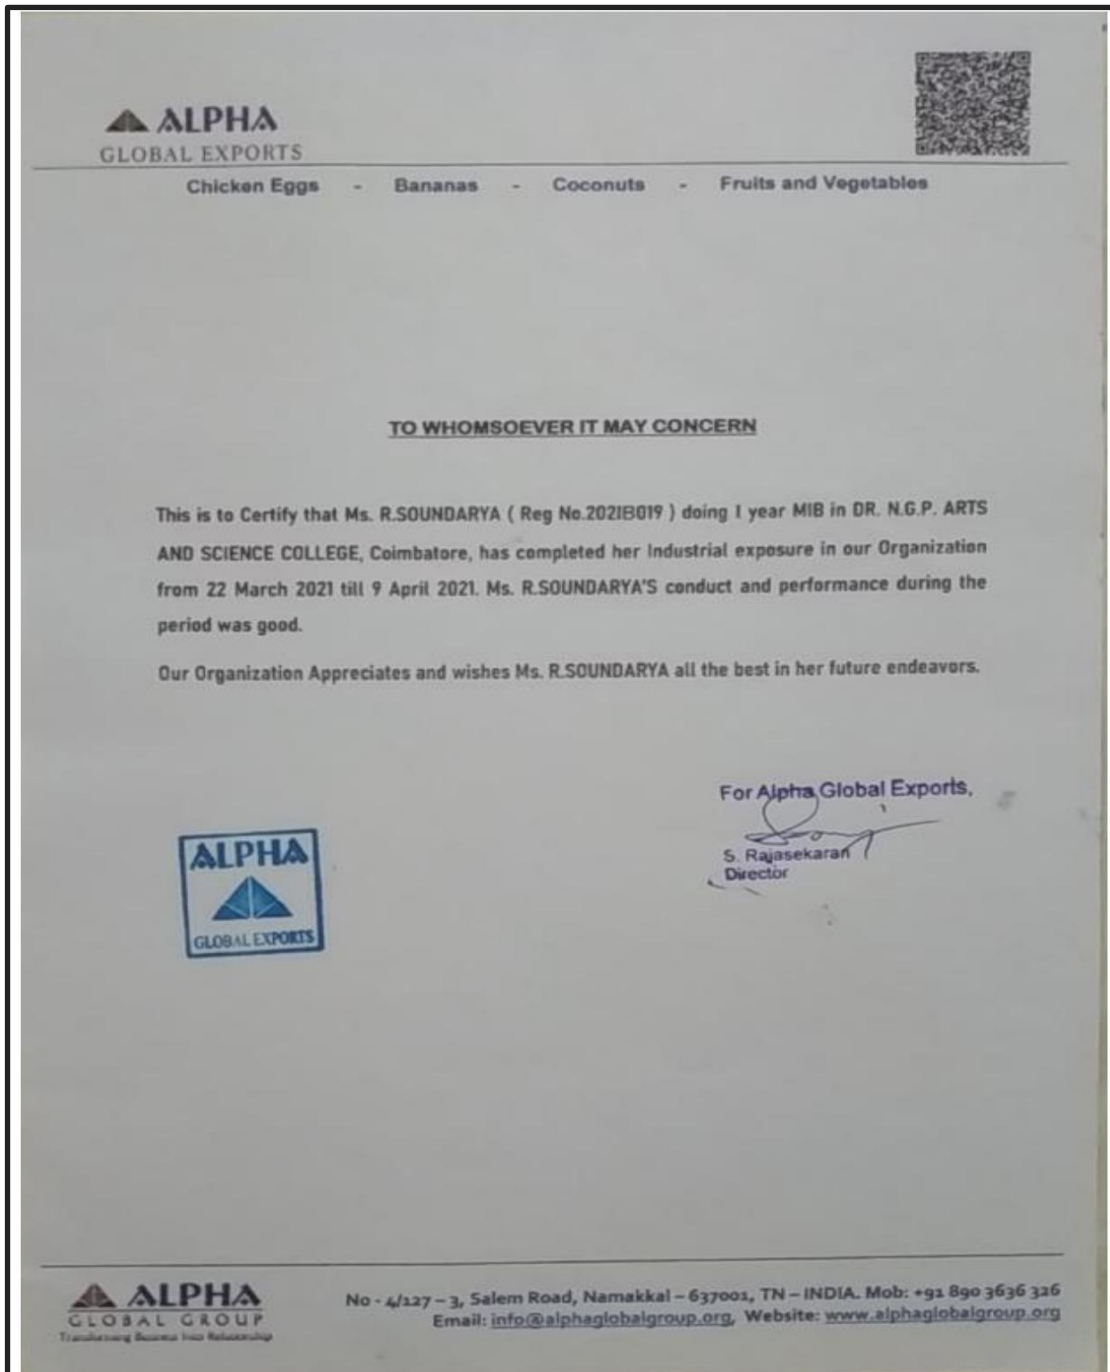 ALPHA
GLOBAL EXPORTS
Chicken Eggs - Bananas - Coconuts - Fruits and Vegetables
TO WHOMSOEVER IT MAY CONCERN
This is to Certify that Ms. R.SOUNDARYA ( Reg No.202IB019 ) doing I year MIB in DR. N.G.P. ARTS
AND SCIENCE COLLEGE, Coimbatore, has completed her Industrial exposure in our Organization
from 22 March 2021 till 9 April 2021. Ms. R.SOUNDARYA'S conduct and performance during the
period was good.
Our Organization Appreciates and wishes Ms. R.SOUNDARYA all the best in her future endeavors.
For Alpha Global Exports,
S. Rajasekaran
Director
ALPHA
GLOBAL EXPORTS
ALPHA
GLOBAL GROUP
Transforming Business Into Relationship
No - 4/127 – 3, Salem Road, Namakkal – 637001, TN – INDIA. Mob: +91 890 3636 326
Email: info@alphaglobalgroup.org, Website: www.alphaglobalgroup.org